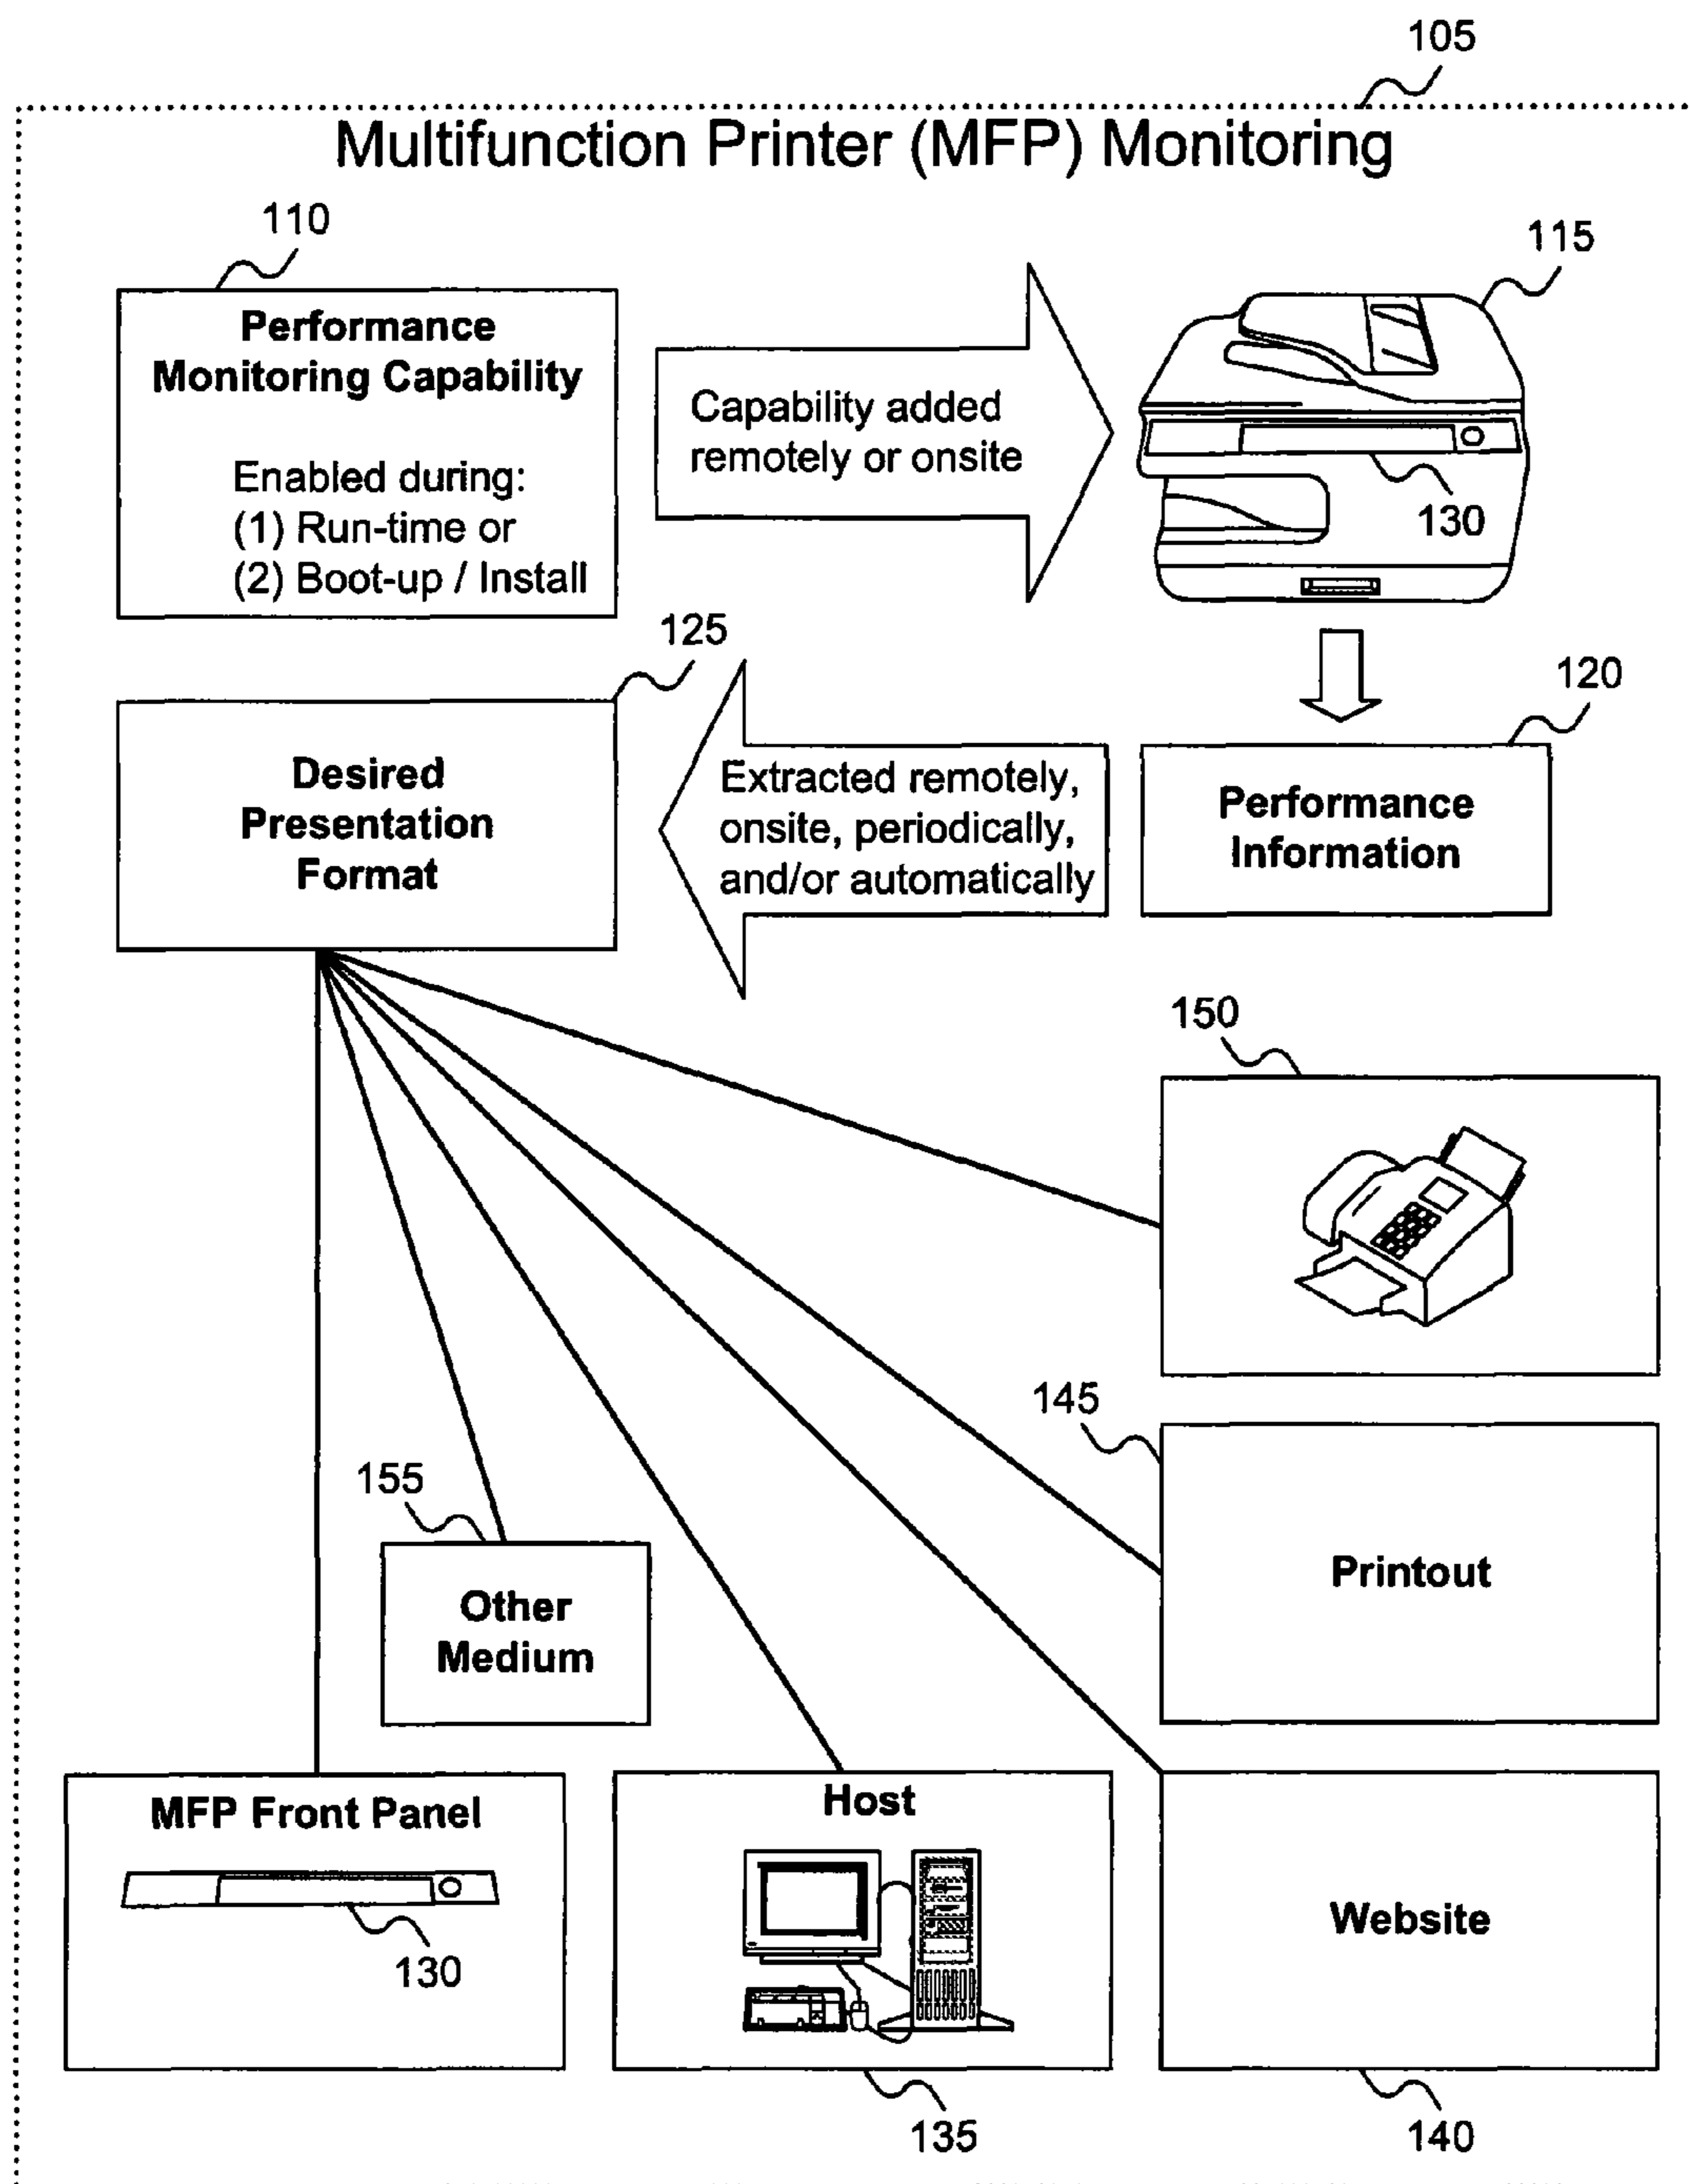 105
Multifunction Printer (MFP) Monitoring
110
115
Performance
Monitoring Capability
Enabled during:
(1) Run-time or
(2) Boot-up / Install
Capability added
remotely or onsite
130
125
120
Desired
Presentation
Format
Extracted remotely,
onsite, periodically,
and/or automatically
Performance
Information
150
145
Printout
155
Other
Medium
MFP Front Panel
130
Host
135
Website
140